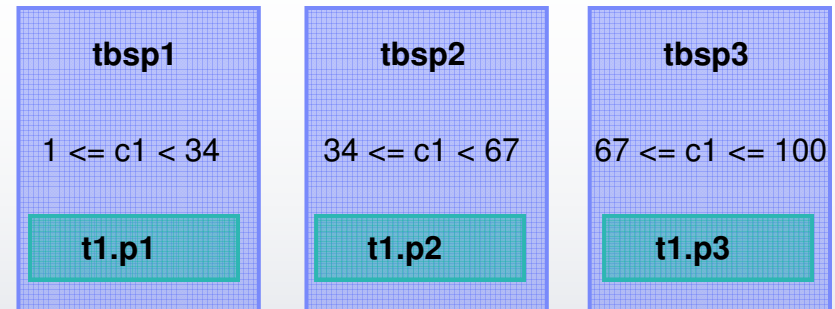 tbsp1
1 <= c1 < 34
t1.p1
tbsp2
34 <= c1 < 67
t1.p2
tbsp3
67 <= c1 <= 100
t1.p3